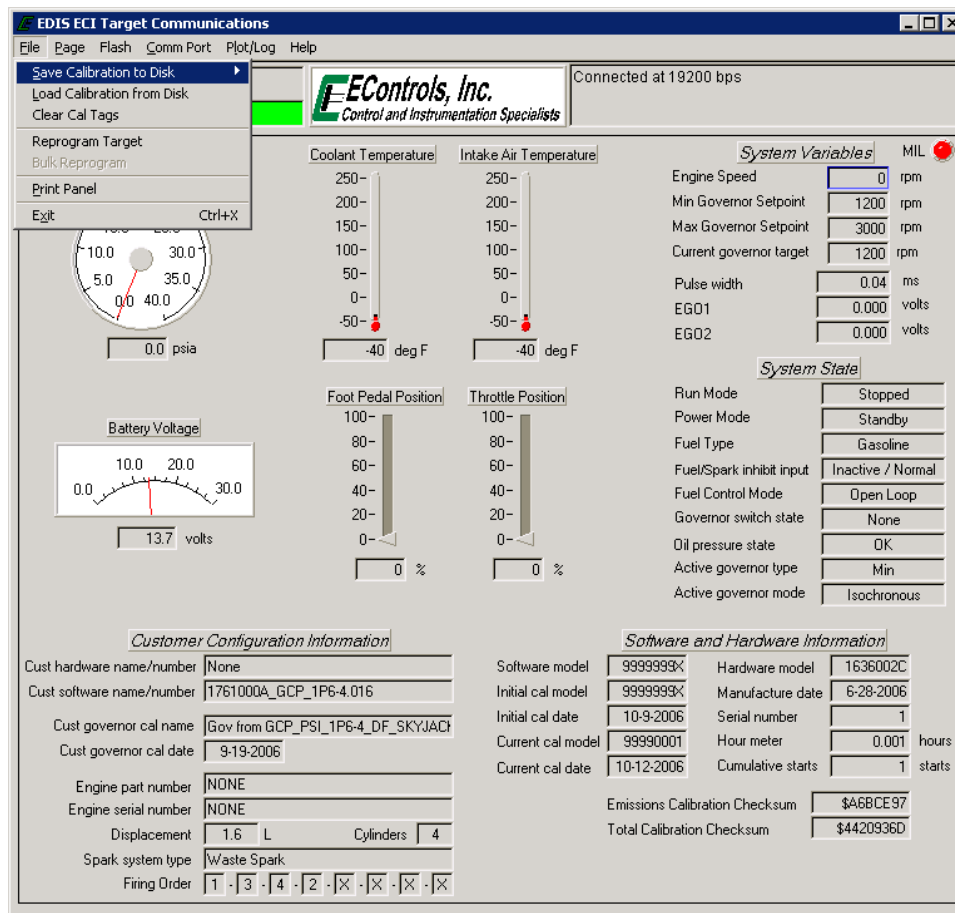 EDIS ECI Target Communications
File Page Flash Comm Port Plot/Log Help
Save Calibration to Disk
Load Calibration from Disk
Clear Cal Tags
Reprogram Target
Bulk Reprogram
Print Panel
Exit Ctrl+X
EControls, Inc.
Control and Instrumentation Specialists
Connected at 19200 bps
10.0 30.0
5.0 35.0
0.0 40.0
0.0 psia
Battery Voltage
10.0 20.0
0.0 30.0
13.7 volts
Coolant Temperature
250
200
150
100
50
0
-50
-40 deg F
Intake Air Temperature
250
200
150
100
50
0
-50
-40 deg F
Foot Pedal Position
100
80
60
40
20
0
0 %
Throttle Position
100
80
60
40
20
0
0 %
System Variables MIL
Engine Speed 0 rpm
Min Governor Setpoint 1200 rpm
Max Governor Setpoint 3000 rpm
Current governor target 1200 rpm
Pulse width 0.04 ms
EGO1 0.000 volts
EGO2 0.000 volts
System State
Run Mode Stopped
Power Mode Standby
Fuel Type Gasoline
Fuel/Spark inhibit input Inactive / Normal
Fuel Control Mode Open Loop
Governor switch state None
Oil pressure state OK
Active governor type Min
Active governor mode Isochronous
Customer Configuration Information
Cust hardware name/number None
Cust software name/number 1761000A_GCP_1P6-4.016
Cust governor cal name Gov from GCP_PSI_1P6-4_DF_SKYJACK
Cust governor cal date 9-19-2006
Engine part number NONE
Engine serial number NONE
Displacement 1.6 L Cylinders 4
Spark system type Waste Spark
Firing Order 1 - 3 - 4 - 2 - X - X - X - X
Software and Hardware Information
Software model 9999999X Hardware model 1636002C
Initial cal model 9999999X Manufacture date 6-28-2006
Initial cal date 10-9-2006 Serial number 1
Current cal model 99990001 Hour meter 0.001 hours
Current cal date 10-12-2006 Cumulative starts 1 starts
Emissions Calibration Checksum $A6BCE97
Total Calibration Checksum $4420936D